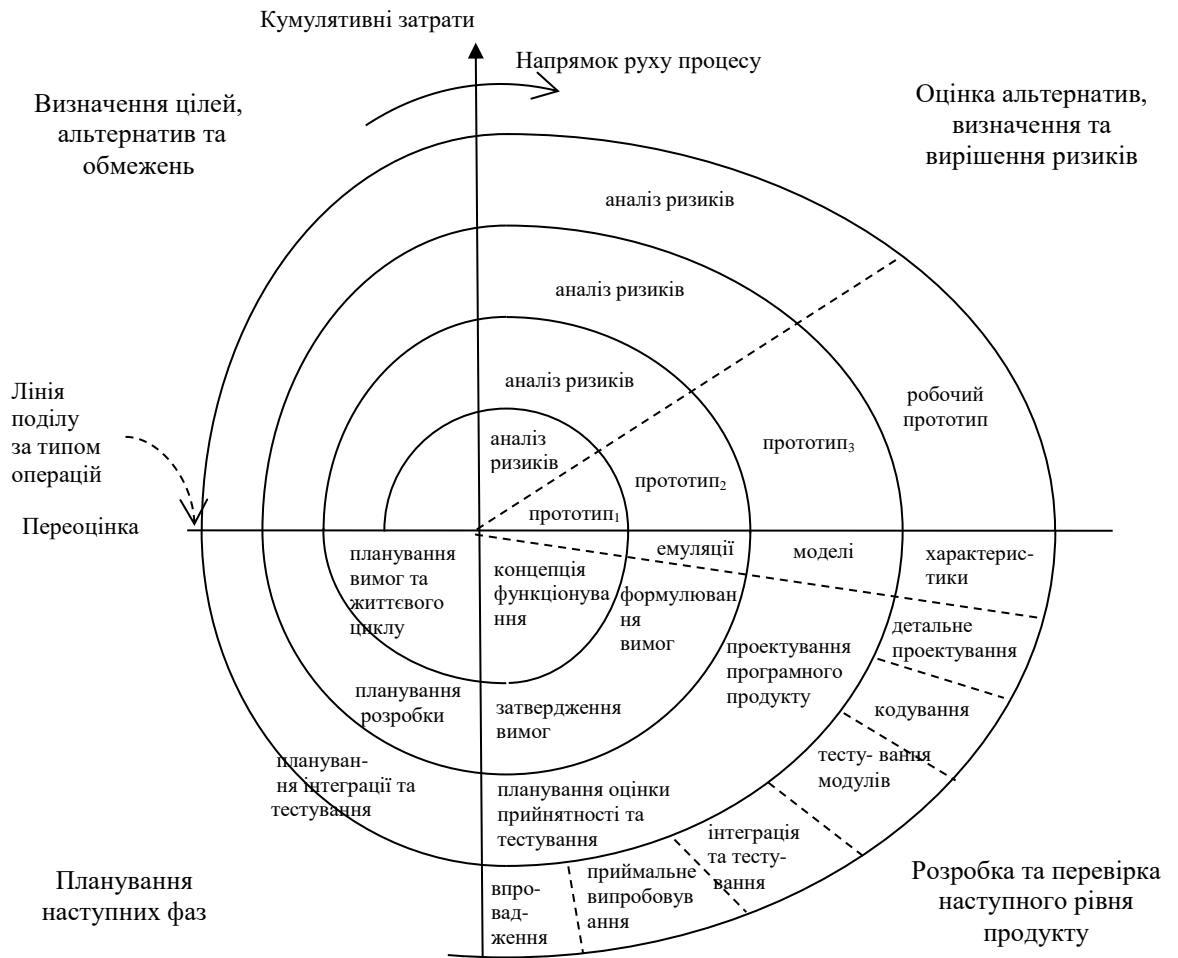 Кумулятивні затрати
Напрямок руху процесу
Визначення цілей,
альтернатив та
обмежень
Оцінка альтернатив,
визначення та
вирішення ризиків
аналіз ризиків
аналіз ризиків
аналіз ризиків
аналіз
ризиків
робочий
прототип
прототип3
прототип2
прототип1
Лінія
поділу
за типом
операцій
Переоцінка
планування
вимог та
життєвого
циклу
концепція
функціонува
ння
емуляції
моделі
характерис-
тики
формулюван
ня
вимог
детальне
проектування
проектування
програмного
продукту
планування
розробки
затвердження
вимог
кодування
тесту- вання
модулів
плануван-
ня інтеграції та
тестування
планування оцінки
прийнятності та
тестування
інтеграція
та тесту-
вання
приймальне
випробовув
ання
впро-
вад-
ження
Планування
наступних фаз
Розробка та перевірка
наступного рівня
продукту